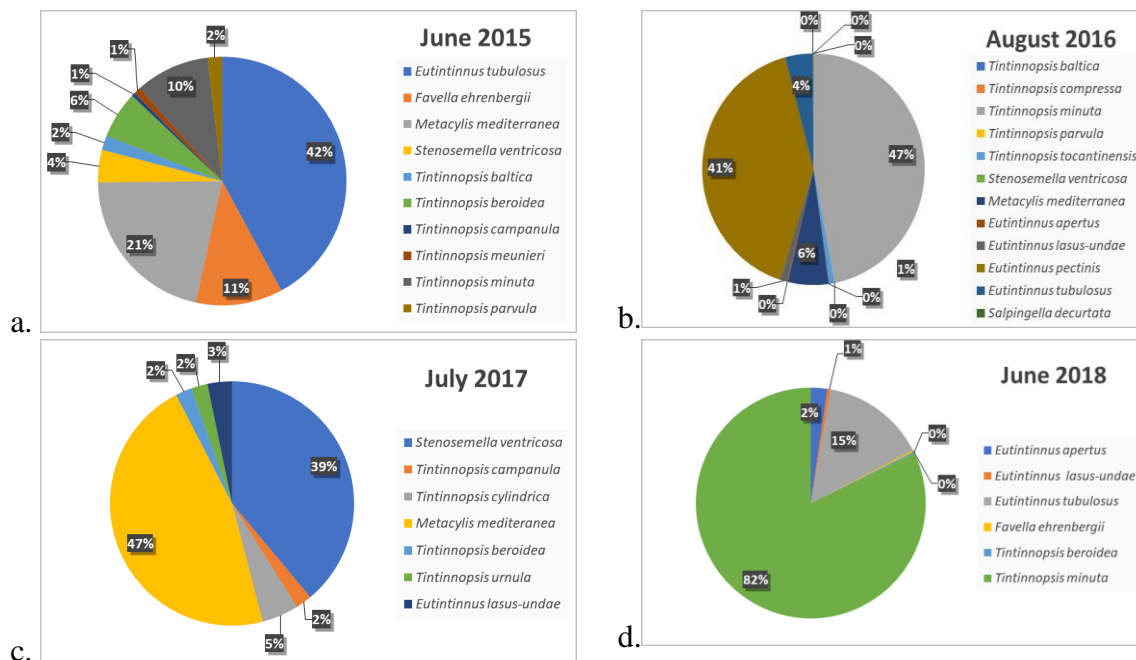 June 2015
2%
1%
1%
6%
2%
4%
10%
42%
21%
11%
Eutintinnus tubulosus
Favella ehrenbergii
Metacylis mediterranea
Stenosemella ventricosa
Tintinnopsis baltica
Tintinnopsis beroidea
Tintinnopsis campanula
Tintinnopsis meunieri
Tintinnopsis minuta
Tintinnopsis parvula
a.
August 2016
0%
0%
0%
4%
47%
41%
6%
1%
1%
0%
0%
0%
Tintinnopsis baltica
Tintinnopsis compressa
Tintinnopsis minuta
Tintinnopsis parvula
Tintinnopsis tocantinensis
Stenosemella ventricosa
Metacylis mediterranea
Eutintinnus apertus
Eutintinnus lasus-undae
Eutintinnus pectinis
Eutintinnus tubulosus
Salpingella decurtata
b.
July 2017
3%
2%
2%
39%
47%
5%
2%
Stenosemella ventricosa
Tintinnopsis campanula
Tintinnopsis cylindrica
Metacylis mediteranea
Tintinnopsis beroidea
Tintinnopsis urnula
Eutintinnus lasus-undae
c.
June 2018
1%
2%
15%
0%
0%
82%
Eutintinnus apertus
Eutintinnus lasus-undae
Eutintinnus tubulosus
Favella ehrenbergii
Tintinnopsis beroidea
Tintinnopsis minuta
d.